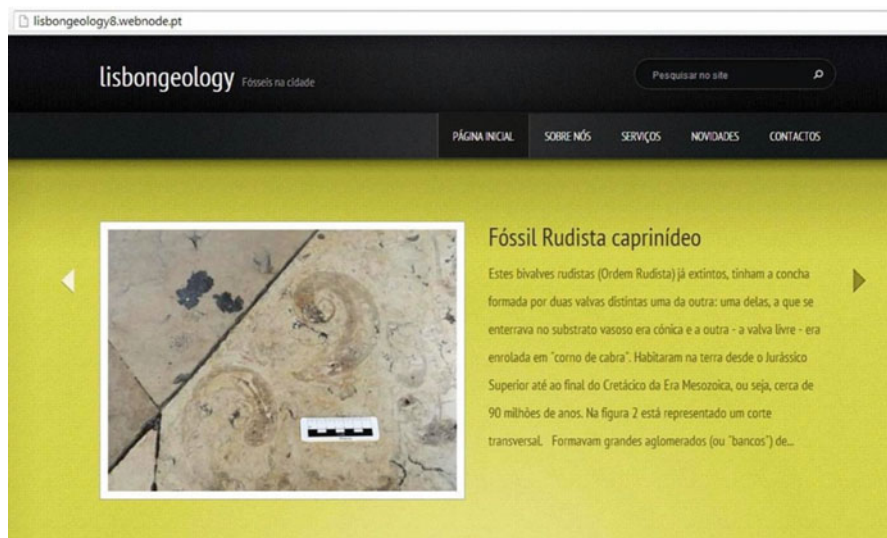 lisbongeology8.webnode.pt
lisbongeology Fósseis na cidade
Pesquisar no site
PÁGINA INICIAL SOBRE NÓS SERVIÇOS NOVIDADES CONTACTOS
Fóssil Rudista caprinídeo
Estes bivalves rudistas (Ordem Rudista) já extintos, tinham a concha
formada por duas valvas distintas uma da outra: uma delas, a que se
enterrava no substrato vasoso era cónica e a outra - a valva livre - era
enrolada em "corno de cabra". Habitaram na terra desde o Jurássico
Superior até ao final do Cretácico da Era Mesozoica, ou seja, cerca de
90 milhões de anos. Na figura 2 está representado um corte
transversal. Formavam grandes aglomerados (ou "bancos") de...